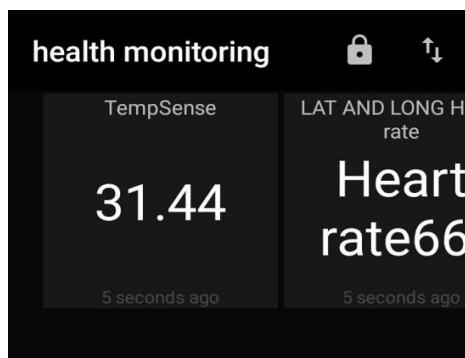 health monitoring
TempSense
31.44
5 seconds ago
LAT AND LONG H
rate
Heart
rate66
5 seconds ago